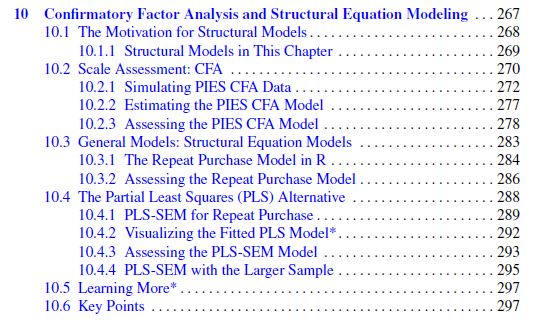 10 Confirmatory Factor Analysis and Structural Equation Modeling ... 267
10.1 The Motivation for Structural Models ........................... 268
10.1.1 Structural Models in This Chapter ........................ 269
10.2 Scale Assessment: CFA ........................................ 270
10.2.1 Simulating PIES CFA Data ............................. 272
10.2.2 Estimating the PIES CFA Model ......................... 277
10.2.3 Assessing the PIES CFA Model .......................... 278
10.3 General Models: Structural Equation Models .................... 283
10.3.1 The Repeat Purchase Model in R ........................ 284
10.3.2 Assessing the Repeat Purchase Model .................... 286
10.4 The Partial Least Squares (PLS) Alternative ..................... 288
10.4.1 PLS-SEM for Repeat Purchase .......................... 289
10.4.2 Visualizing the Fitted PLS Model* ....................... 292
10.4.3 Assessing the PLS-SEM Model .......................... 293
10.4.4 PLS-SEM with the Larger Sample ....................... 295
10.5 Learning More* .............................................. 297
10.6 Key Points .................................................. 297